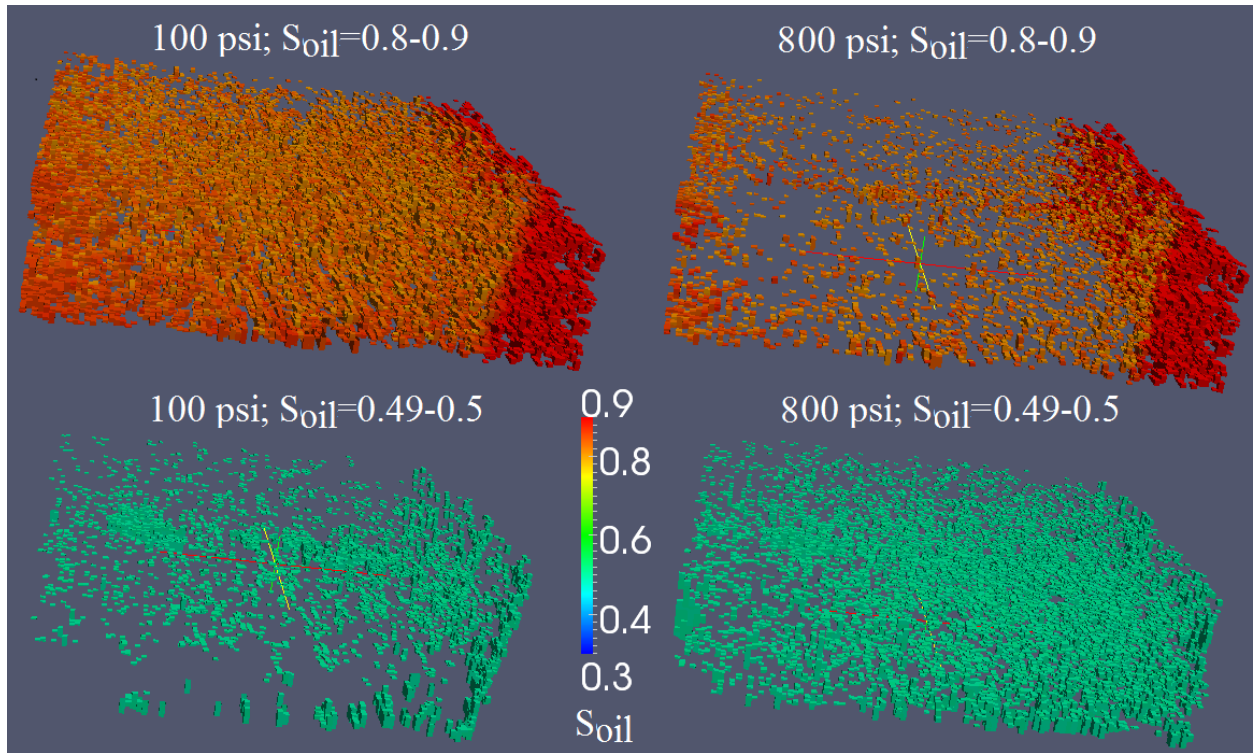 100 psi; Soil=0.8-0.9
800 psi; Soil=0.8-0.9
100 psi; Soil=0.49-0.5
800 psi; Soil=0.49-0.5
0.9
0.8
0.6
0.4
0.3
Soil